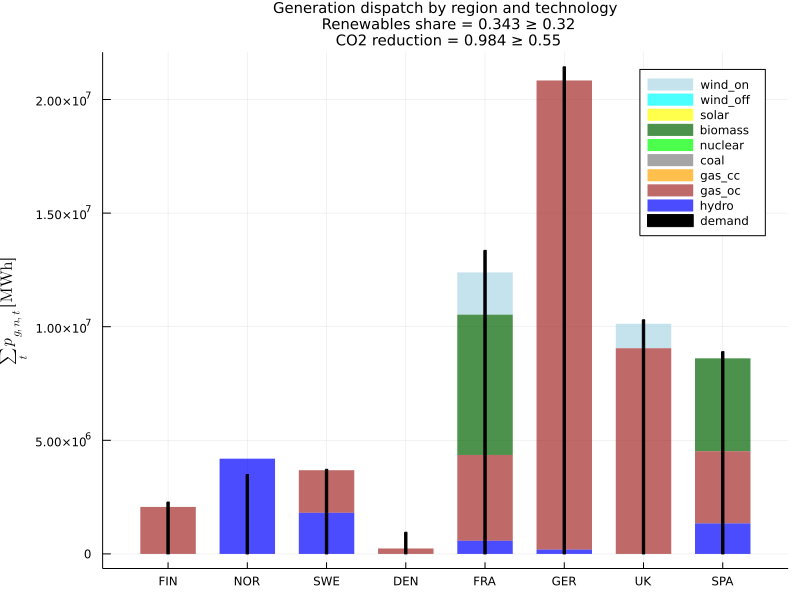 Generation dispatch by region and technology
Renewables share = 0.343 ≥ 0.32
CO2 reduction = 0.984 ≥ 0.55
∑ₜ p_g,n,t [MWh]
2.00×10⁷
1.50×10⁷
1.00×10⁷
5.00×10⁶
0
wind_on
wind_off
solar
biomass
nuclear
coal
gas_cc
gas_oc
hydro
demand
FIN NOR SWE DEN FRA GER UK SPA